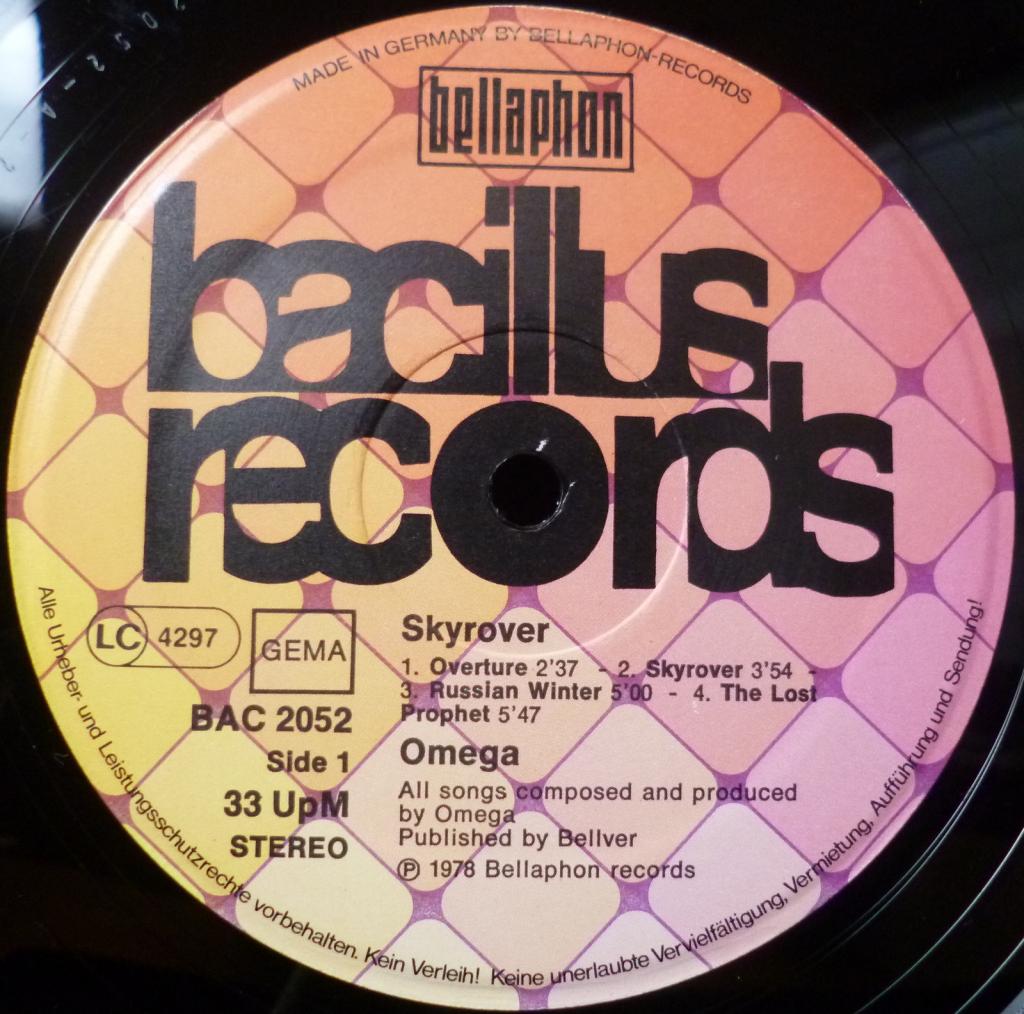 MADE IN GERMANY BY BELLAPHON-RECORDS
bellaphon
bacillus
records
LC 4297
GEMA
BAC 2052
Side 1
33 UpM
STEREO
Skyrover
1. Overture 2'37 - 2. Skyrover 3'54 -
3. Russian Winter 5'00 - 4. The Lost
Prophet 5'47
Omega
All songs composed and produced
by Omega
Published by Bellver
℗ 1978 Bellaphon records
Alle Urheber- und Leistungsschutzrechte vorbehalten. Kein Verleih! Keine unerlaubte Vervielfältigung, Vermietung, Aufführung und Sendung!